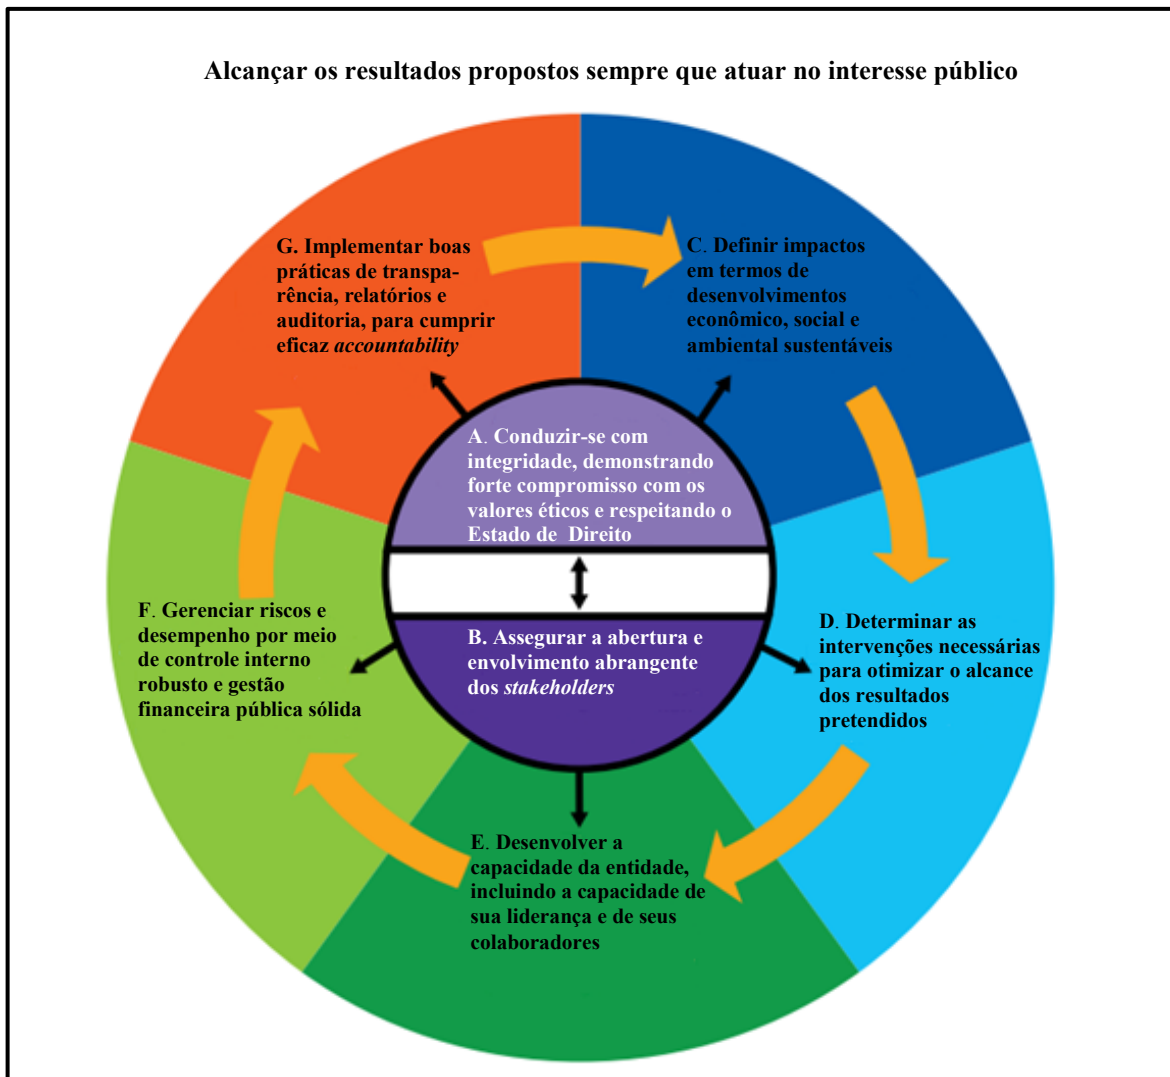 Alcançar os resultados propostos sempre que atuar no interesse público
G. Implementar boas
práticas de transpa-
rência, relatórios e
auditoria, para cumprir
eficaz accountability
C. Definir impactos
em termos de
desenvolvimentos
econômico, social e
ambiental sustentáveis
A. Conduzir-se com
integridade, demonstrando
forte compromisso com os
valores éticos e respeitando o
Estado de Direito
B. Assegurar a abertura e
envolvimento abrangente
dos stakeholders
F. Gerenciar riscos e
desempenho por meio
de controle interno
robusto e gestão
financeira pública sólida
D. Determinar as
intervenções necessárias
para otimizar o alcance
dos resultados
pretendidos
E. Desenvolver a
capacidade da entidade,
incluindo a capacidade de
sua liderança e de seus
colaboradores